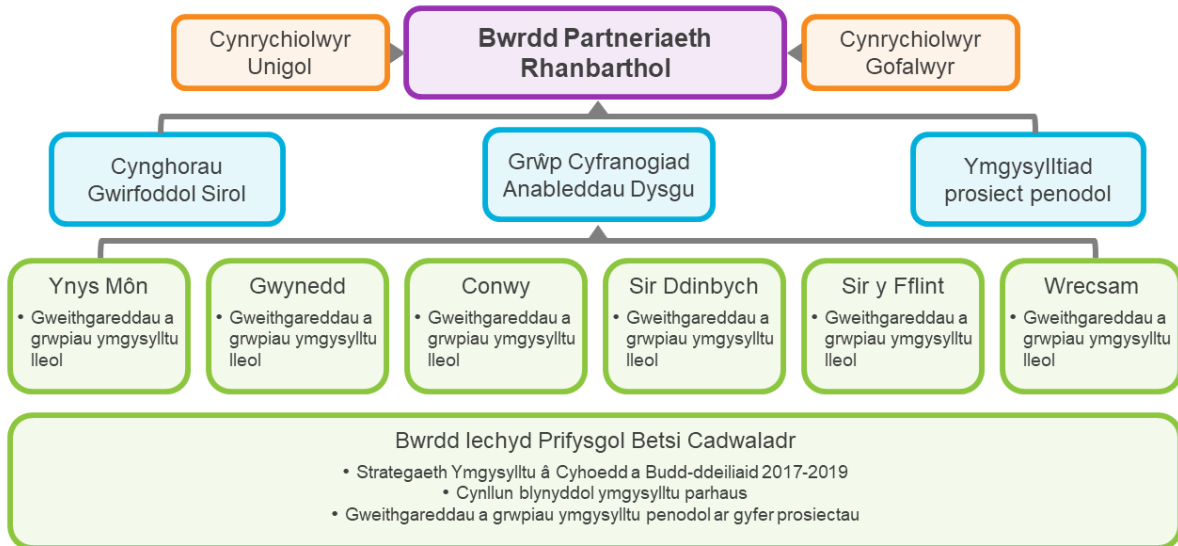 Cynrychiolwyr
Unigol
Bwrdd Partneriaeth
Rhanbarthol
Cynrychiolwyr
Gofalwyr
Cynghorau
Gwirfoddol Sirol
Grŵp Cyfranogiad
Anableddau Dysgu
Ymgysylltiad
prosiect penodol
Ynys Môn
• Gweithgareddau a
grwpiau ymgysylltu
lleol
Gwynedd
• Gweithgareddau a
grwpiau ymgysylltu
lleol
Conwy
• Gweithgareddau a
grwpiau ymgysylltu
lleol
Sir Ddinbych
• Gweithgareddau a
grwpiau ymgysylltu
lleol
Sir y Fflint
• Gweithgareddau a
grwpiau ymgysylltu
lleol
Wrecsam
• Gweithgareddau a
grwpiau ymgysylltu
lleol
Bwrdd Iechyd Prifysgol Betsi Cadwaladr
• Strategaeth Ymgysylltu â Cyhoedd a Budd-ddeiliaid 2017-2019
• Cynllun blynyddol ymgysylltu parhaus
• Gweithgareddau a grwpiau ymgysylltu penodol ar gyfer prosiectau